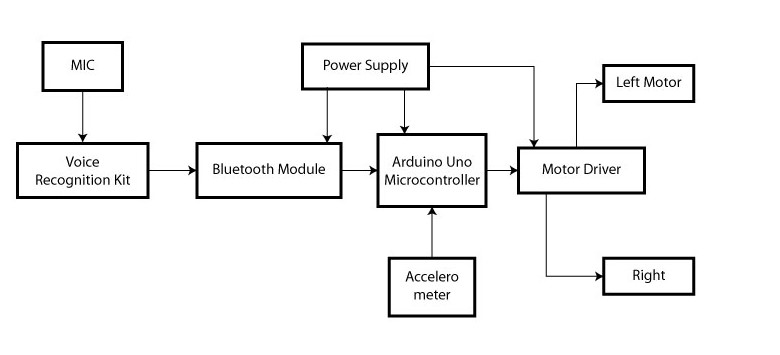 MIC
Power Supply
Left Motor
Voice
Recognition Kit
Bluetooth Module
Arduino Uno
Microcontroller
Motor Driver
Accelero
meter
Right